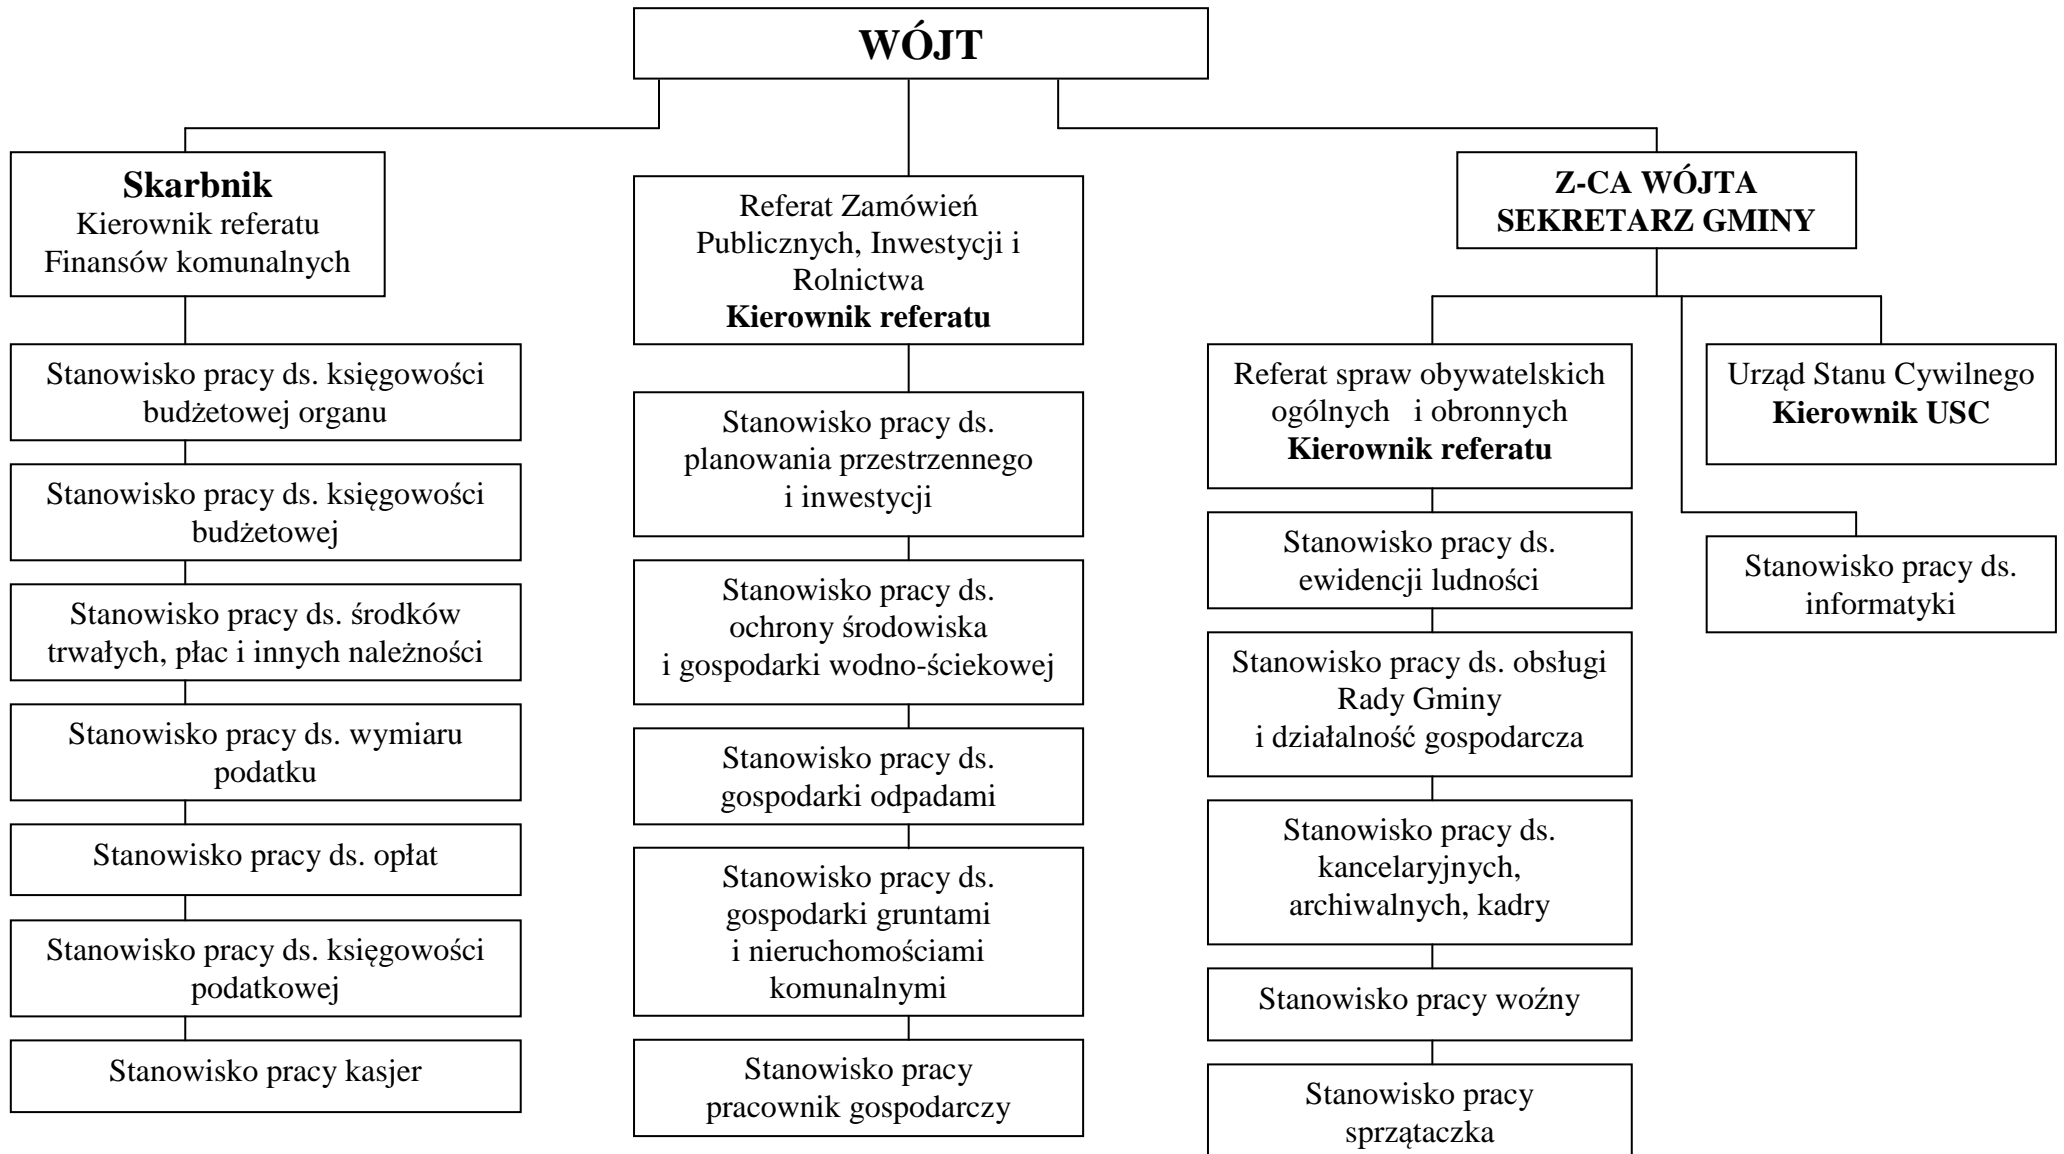 WÓJT
Skarbnik
Kierownik referatu
Finansów komunalnych
Stanowisko pracy ds. księgowości
budżetowej organu
Stanowisko pracy ds. księgowości
budżetowej
Stanowisko pracy ds. środków
trwałych, płac i innych należności
Stanowisko pracy ds. wymiaru
podatku
Stanowisko pracy ds. opłat
Stanowisko pracy ds. księgowości
podatkowej
Stanowisko pracy kasjer
Referat Zamówień
Publicznych, Inwestycji i
Rolnictwa
Kierownik referatu
Stanowisko pracy ds.
planowania przestrzennego
i inwestycji
Stanowisko pracy ds.
ochrony środowiska
i gospodarki wodno-ściekowej
Stanowisko pracy ds.
gospodarki odpadami
Stanowisko pracy ds.
gospodarki gruntami
i nieruchomościami
komunalnymi
Stanowisko pracy
pracownik gospodarczy
Z-CA WÓJTA
SEKRETARZ GMINY
Referat spraw obywatelskich
ogólnych i obronnych
Kierownik referatu
Stanowisko pracy ds.
ewidencji ludności
Stanowisko pracy ds. obsługi
Rady Gminy
i działalność gospodarcza
Stanowisko pracy ds.
kancelaryjnych,
archiwalnych, kadry
Stanowisko pracy woźny
Stanowisko pracy
sprzątaczka
Urząd Stanu Cywilnego
Kierownik USC
Stanowisko pracy ds.
informatyki